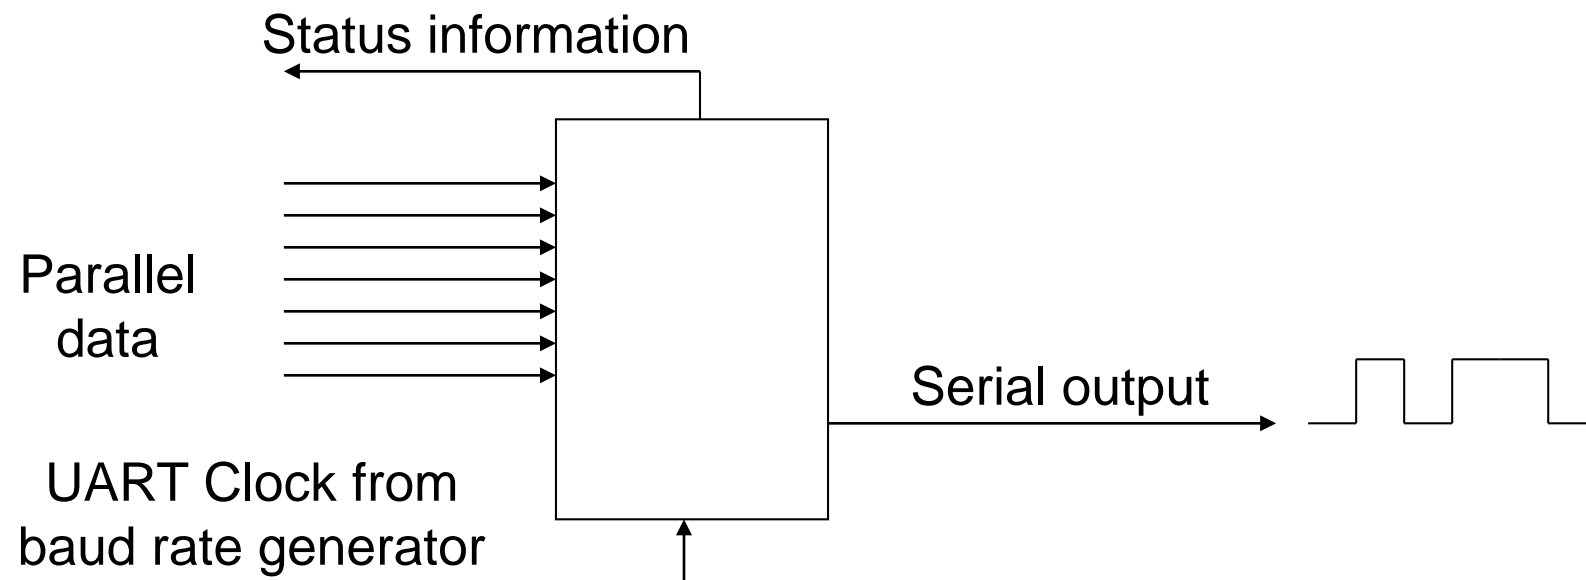 Status information
Parallel
data
Serial output
UART Clock from
baud rate generator